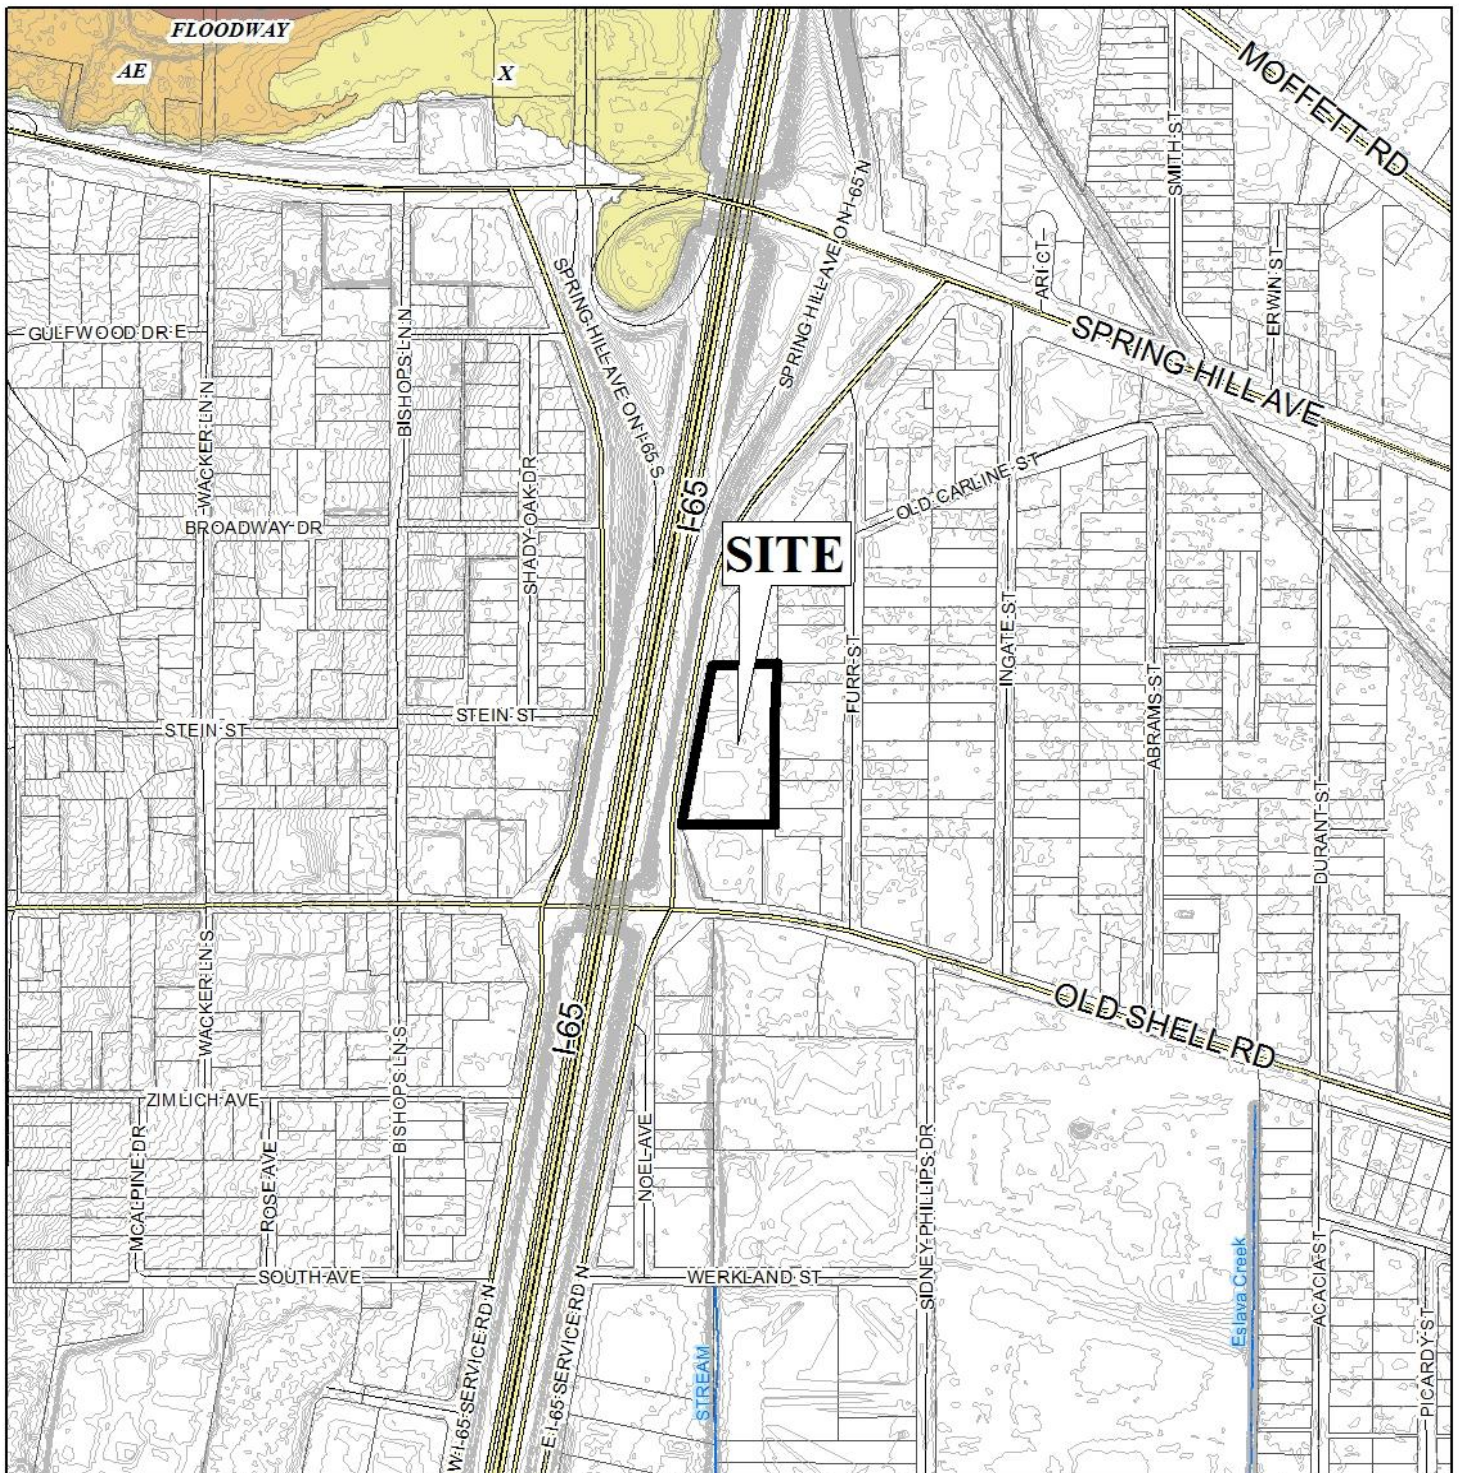 FLOODWAY
AE
X
MOFFETT RD
SMITH ST
SPRING HILL AVE ON I-65 N
SPRING HILL AVE ON I-65 S
ARI CT
ERWIN ST
GULFWOOD DR E
BISHOPS LN N
WACKER LN N
SPRING HILL AVE
SHADY OAK DR
BROADWAY DR
I-65
OLD CARLINE ST
SITE
INGATE ST
FURR ST
ABRAMS ST
STEIN ST
STEIN ST
DURANT ST
WACKER LN S
I-65
OLD SHELL RD
BISHOPS LN S
ZIMLICH AVE
MCALPINE DR
ROSE AVE
NOEL AVE
SIDNEY PHILLIPS DR
SOUTH AVE
WERKLAND ST
Eslava Creek
ACACIA ST
W I-65 SERVICE RD N
E I-65 SERVICE RD N
STREAM
PICARDY ST